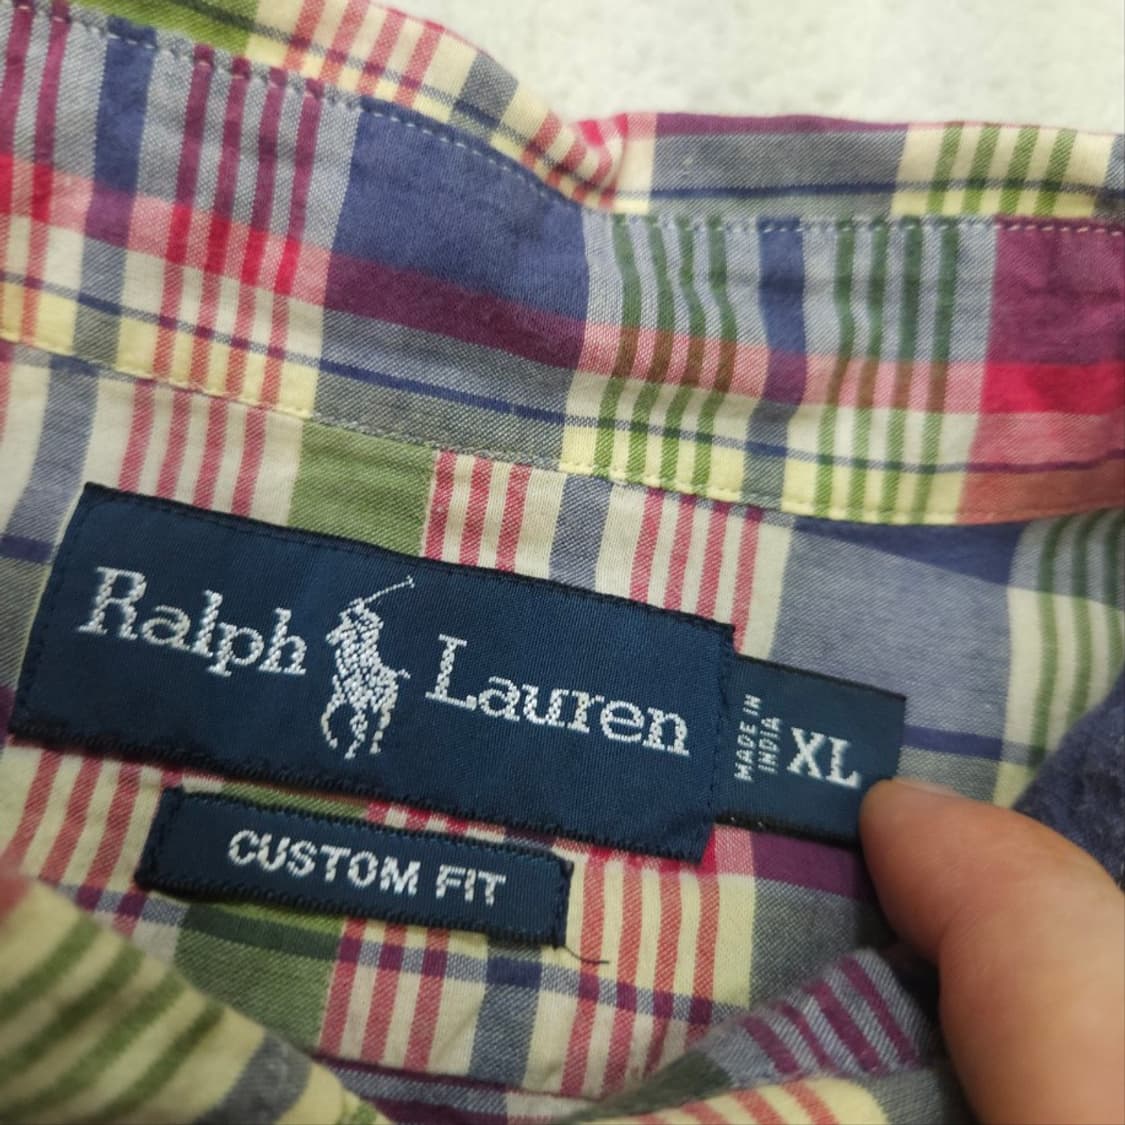 Ralph Lauren
MADE IN
INDIA
XL
CUSTOM FIT